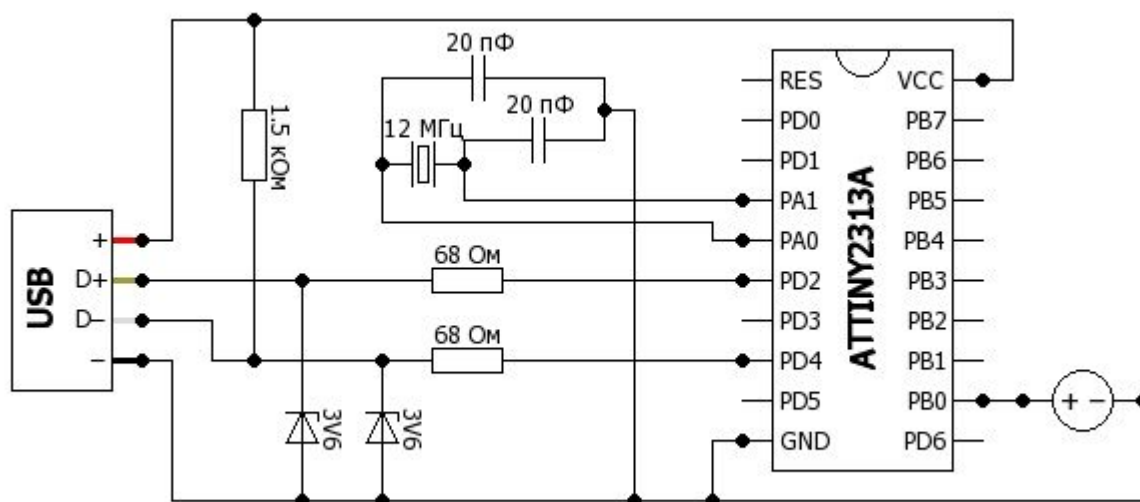 20 пФ
20 пФ
12 МГц
1.5 кОм
USB
+
D+
D–
–
68 Ом
68 Ом
3V6
3V6
ATTINY2313A
RES
PD0
PD1
PA1
PA0
PD2
PD3
PD4
PD5
GND
VCC
PB7
PB6
PB5
PB4
PB3
PB2
PB1
PB0
PD6
+ –